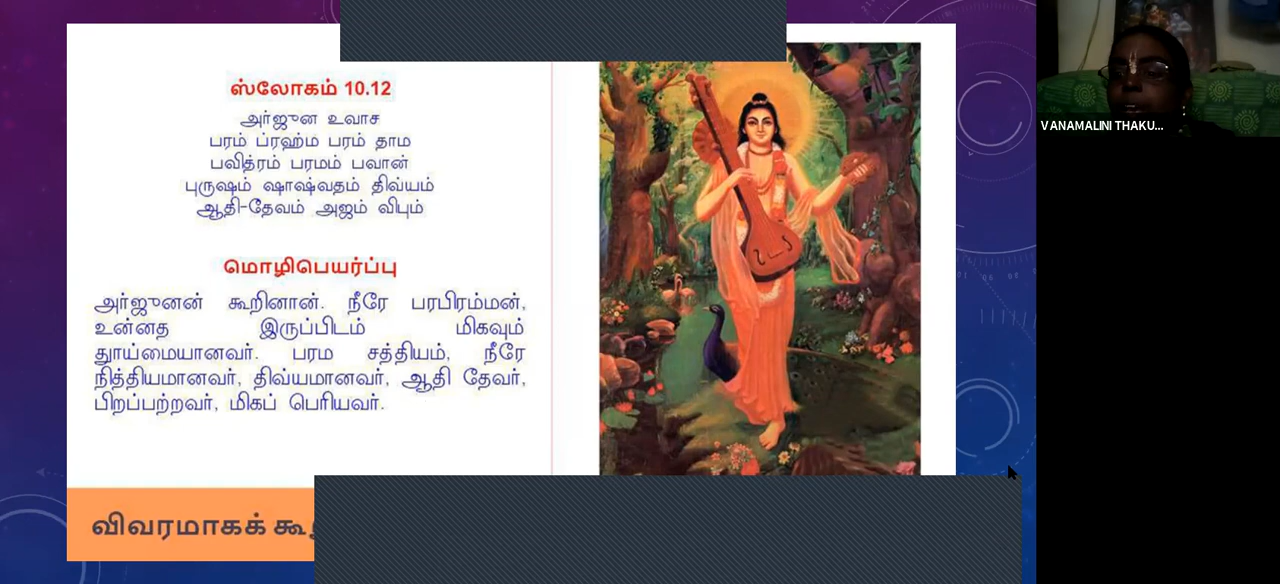 ஸ்லோகம் 10.12
அர்ஜுன உவாச
பரம் ப்ரஹ்ம பரம் தாம
பவித்ரம் பரமம் பவான்
புருஷம் ஷாஷ்வதம் திவ்யம்
ஆதி-தேவம் அஜம் விபும்
மொழிபெயர்ப்பு
அர்ஜுனன் கூறினான். நீரே பரபிரம்மன்,
உன்னத இருப்பிடம் மிகவும்
தூய்மையானவர். பரம சத்தியம், நீரே
நித்தியமானவர், திவ்யமானவர், ஆதி தேவர்,
பிறப்பற்றவர், மிகப் பெரியவர்.
விவரமாகக்
VANAMALINI THAKU...